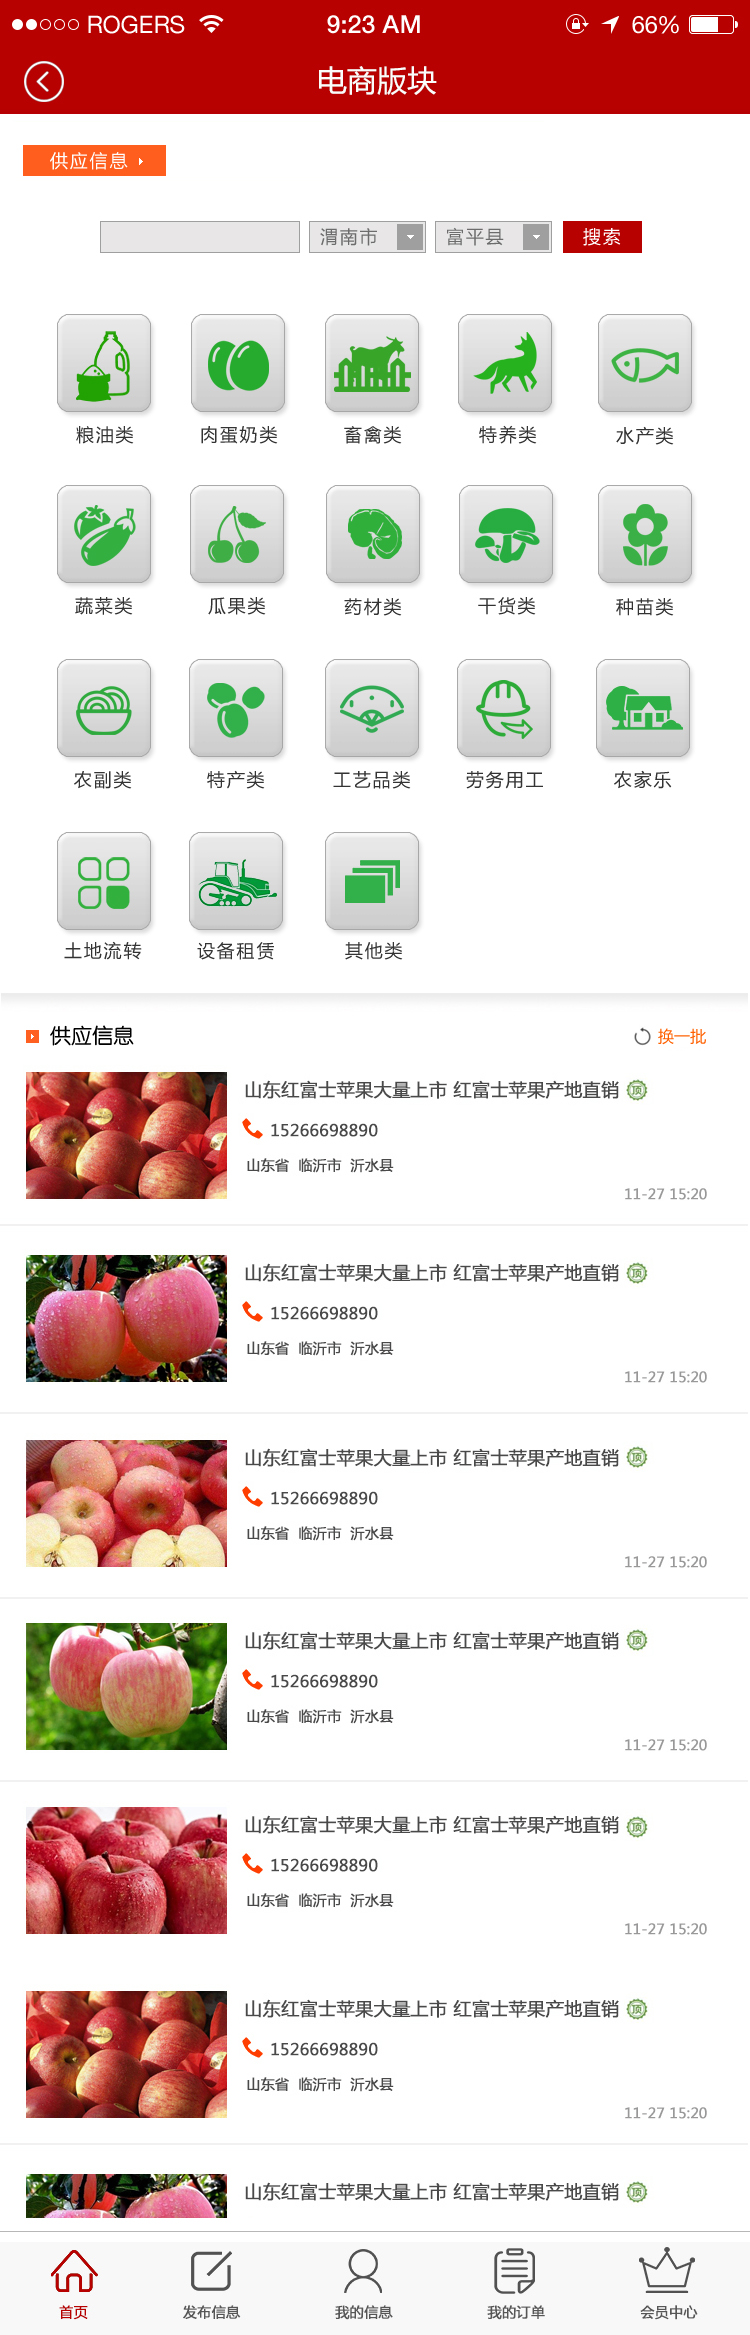 ROGERS 9:23 AM 66%
电商版块
供应信息
渭南市 富平县 搜索
粮油类 肉蛋奶类 畜禽类 特养类 水产类
蔬菜类 瓜果类 药材类 干货类 种苗类
农副类 特产类 工艺品类 劳务用工 农家乐
土地流转 设备租赁 其他类
供应信息 换一批
山东红富士苹果大量上市 红富士苹果产地直销 顶
15266698890
山东省 临沂市 沂水县
11-27 15:20
山东红富士苹果大量上市 红富士苹果产地直销 顶
15266698890
山东省 临沂市 沂水县
11-27 15:20
山东红富士苹果大量上市 红富士苹果产地直销 顶
15266698890
山东省 临沂市 沂水县
11-27 15:20
山东红富士苹果大量上市 红富士苹果产地直销 顶
15266698890
山东省 临沂市 沂水县
11-27 15:20
山东红富士苹果大量上市 红富士苹果产地直销 顶
15266698890
山东省 临沂市 沂水县
11-27 15:20
山东红富士苹果大量上市 红富士苹果产地直销 顶
15266698890
山东省 临沂市 沂水县
11-27 15:20
山东红富士苹果大量上市 红富士苹果产地直销 顶
首页 发布信息 我的信息 我的订单 会员中心